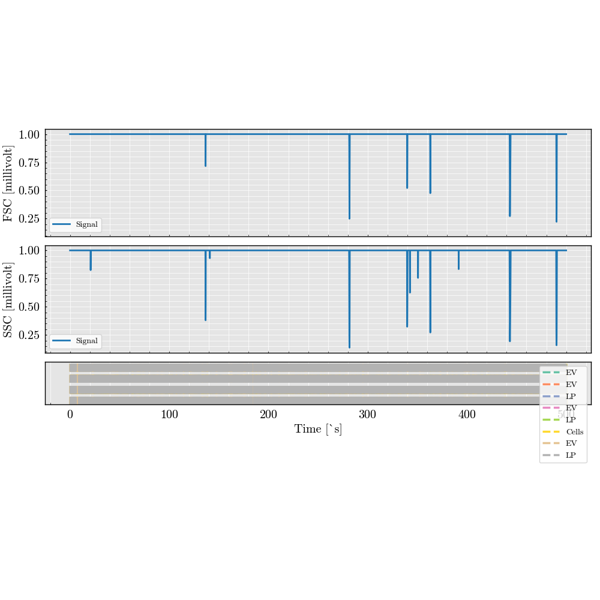 FSC [millivolt]
1.00
0.75
0.50
0.25
Signal
SSC [millivolt]
1.00
0.75
0.50
0.25
Signal
0
100
200
300
400
Time [`s]
EV
EV
LP
EV
LP
Cells
EV
LP